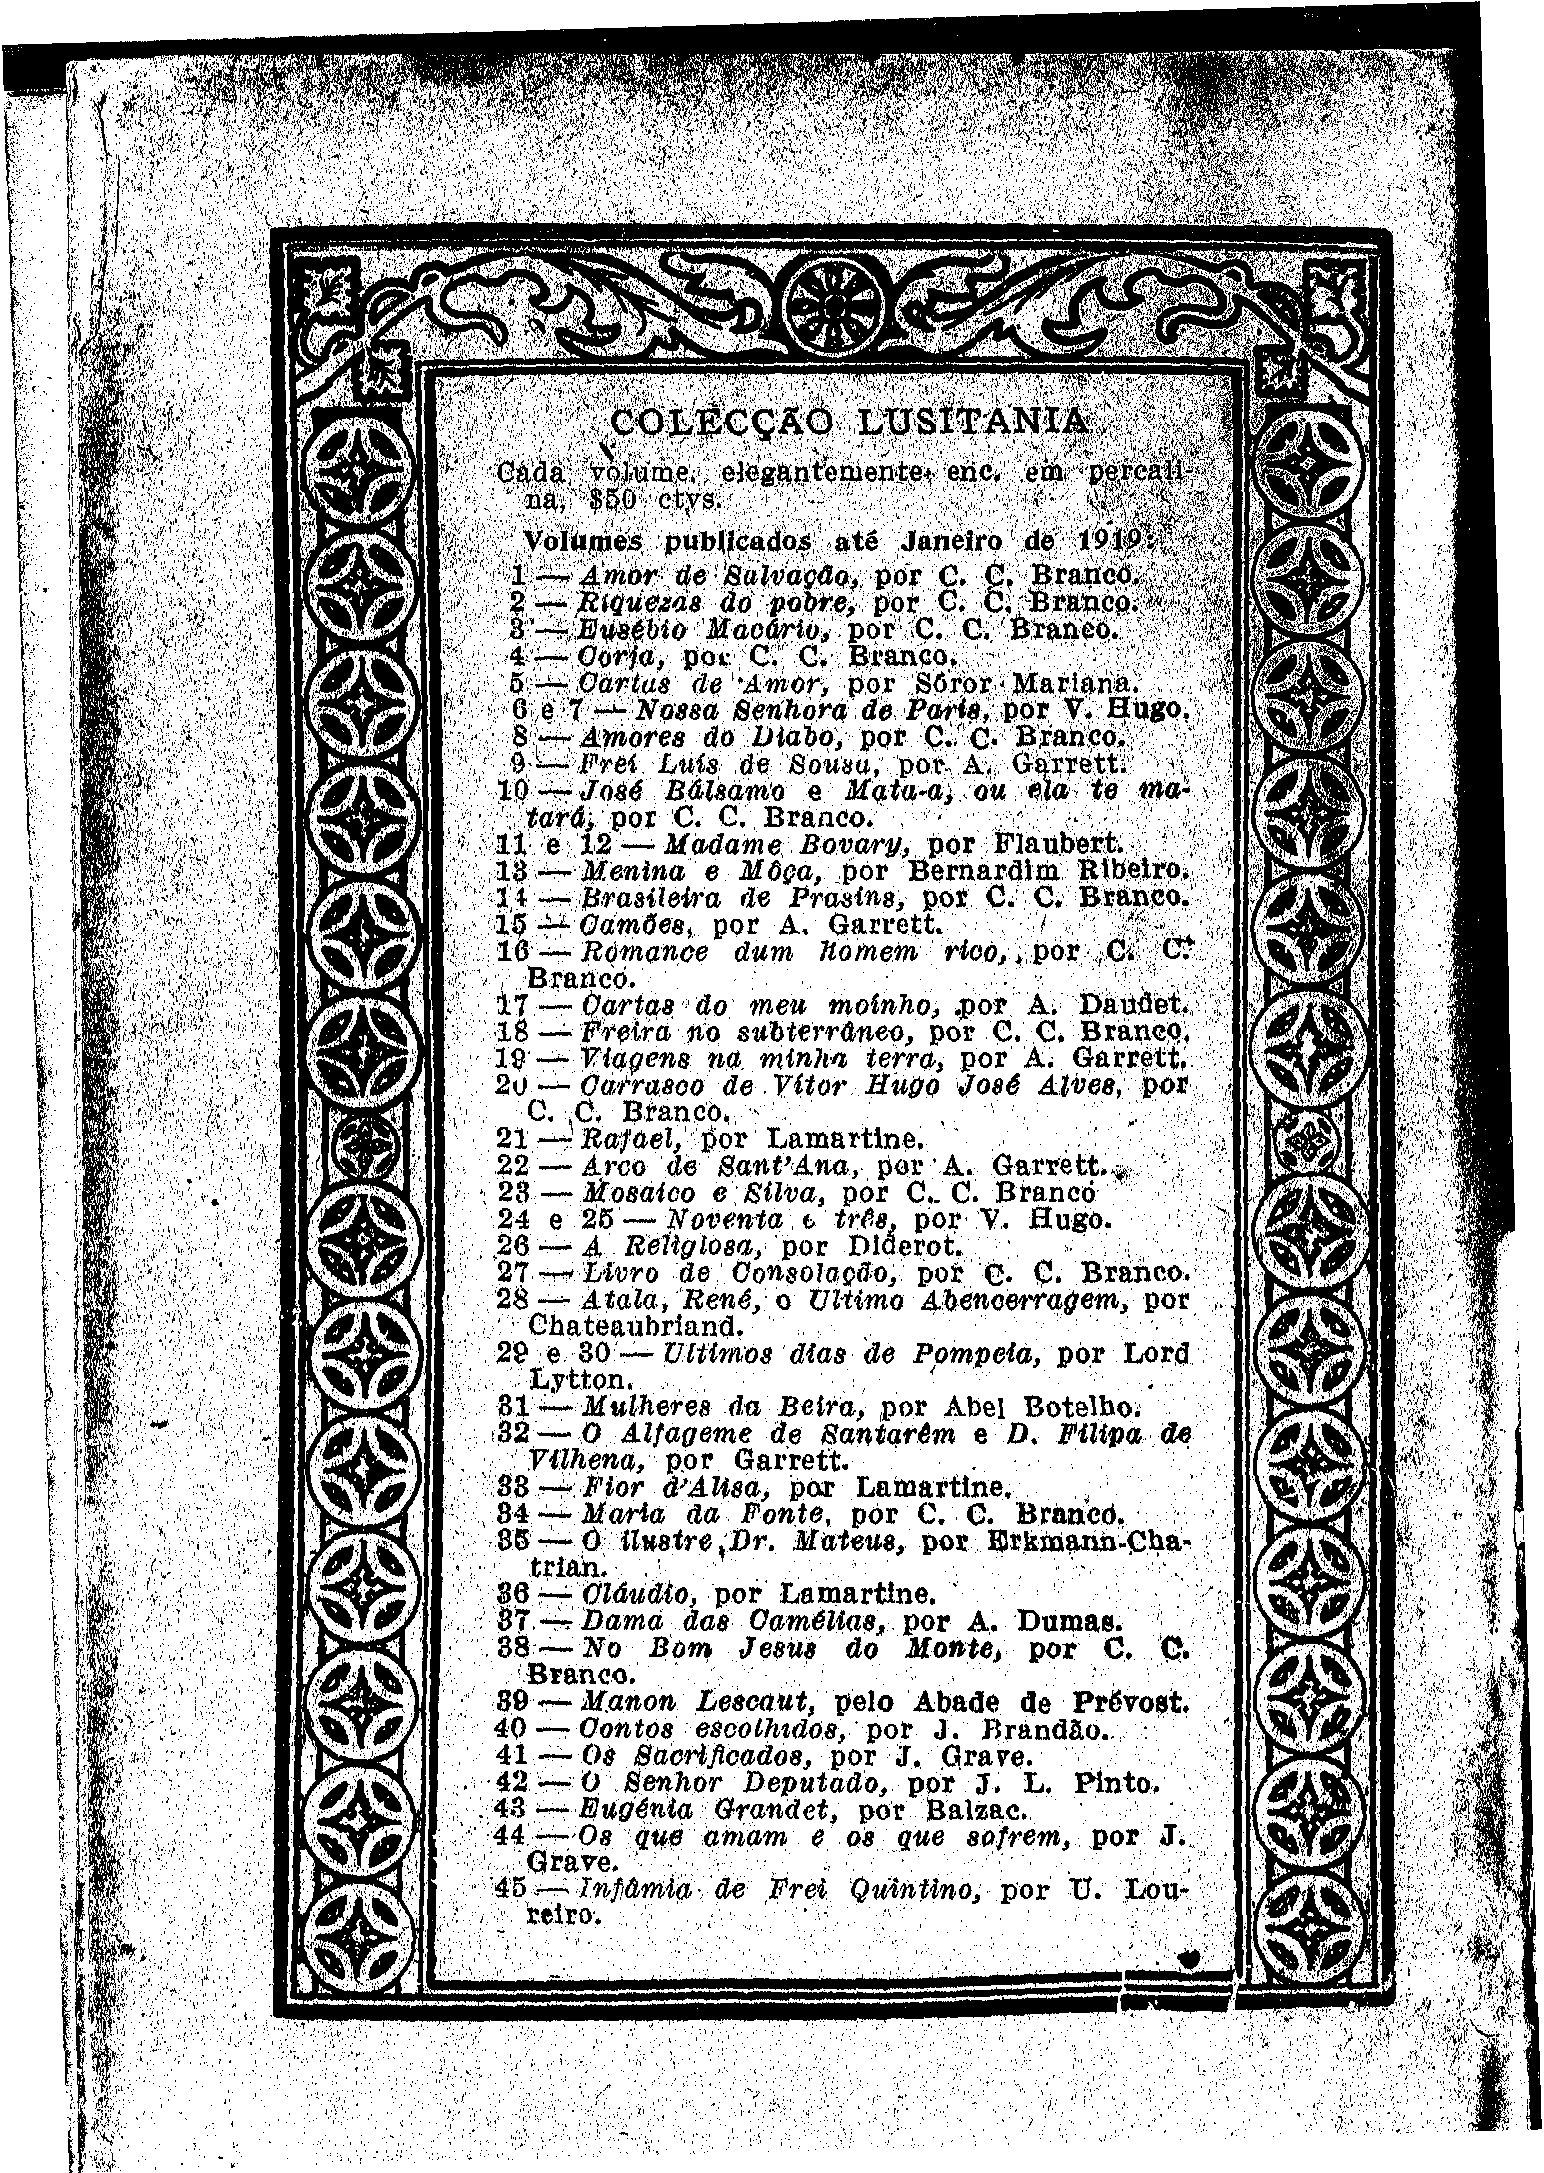 COLECÇÃO LUSITANIA
Cada volume, elegantemente enc. em percali-
na, $50 ctvs.
Volumes publicados até Janeiro de 1919:
1 — Amor de Salvação, por C. C. Branco.
2 — Riquezas do pobre, por C. C. Branco.
3 — Eusébio Macário, por C. C. Branco.
4 — Corja, por C. C. Branco.
5 — Cartas de Amor, por Sóror Mariana.
6 e 7 — Nossa Senhora de Paris, por V. Hugo.
8 — Amores do Diabo, por C. C. Branco.
9 — Frei Luís de Sousa, por A. Garrett.
10 — José Bálsamo e Mata-a, ou ela te ma-
tará, por C. C. Branco.
11 e 12 — Madame Bovary, por Flaubert.
13 — Menina e Môça, por Bernardim Ribeiro.
14 — Brasileira de Prasins, por C. C. Branco.
15 — Camões, por A. Garrett.
16 — Romance dum homem rico, por C. C.
Branco.
17 — Cartas do meu moinho, por A. Daudet.
18 — Freira no subterrâneo, por C. C. Branco.
19 — Viagens na minha terra, por A. Garrett.
20 — Carrasco de Vitor Hugo José Alves, por
C. C. Branco.
21 — Rafael, por Lamartine.
22 — Arco de Sant'Ana, por A. Garrett.
23 — Mosaico e Silva, por C. C. Branco
24 e 25 — Noventa e três, por V. Hugo.
26 — A Religiosa, por Diderot.
27 — Livro de Consolação, por C. C. Branco.
28 — Atala, René, o Ultimo Abencerragem, por
Chateaubriand.
29 e 30 — Ultimos dias de Pompeia, por Lord
Lytton.
31 — Mulheres da Beira, por Abel Botelho.
32 — O Alfageme de Santarêm e D. Filipa de
Vilhena, por Garrett.
33 — Fior d'Alisa, por Lamartine.
34 — Maria da Fonte, por C. C. Branco.
35 — O ilustre Dr. Mateus, por Erkmann-Cha-
trian.
36 — Cláudio, por Lamartine.
37 — Dama das Camélias, por A. Dumas.
38 — No Bom Jesus do Monte, por C. C.
Branco.
39 — Manon Lescaut, pelo Abade de Prévost.
40 — Contos escolhidos, por J. Brandão.
41 — Os Sacrificados, por J. Grave.
42 — O Senhor Deputado, por J. L. Pinto.
43 — Eugénia Grandet, por Balzac.
44 — Os que amam e os que sofrem, por J.
Grave.
45 — Infâmia de Frei Quintino, por U. Lou-
reiro.